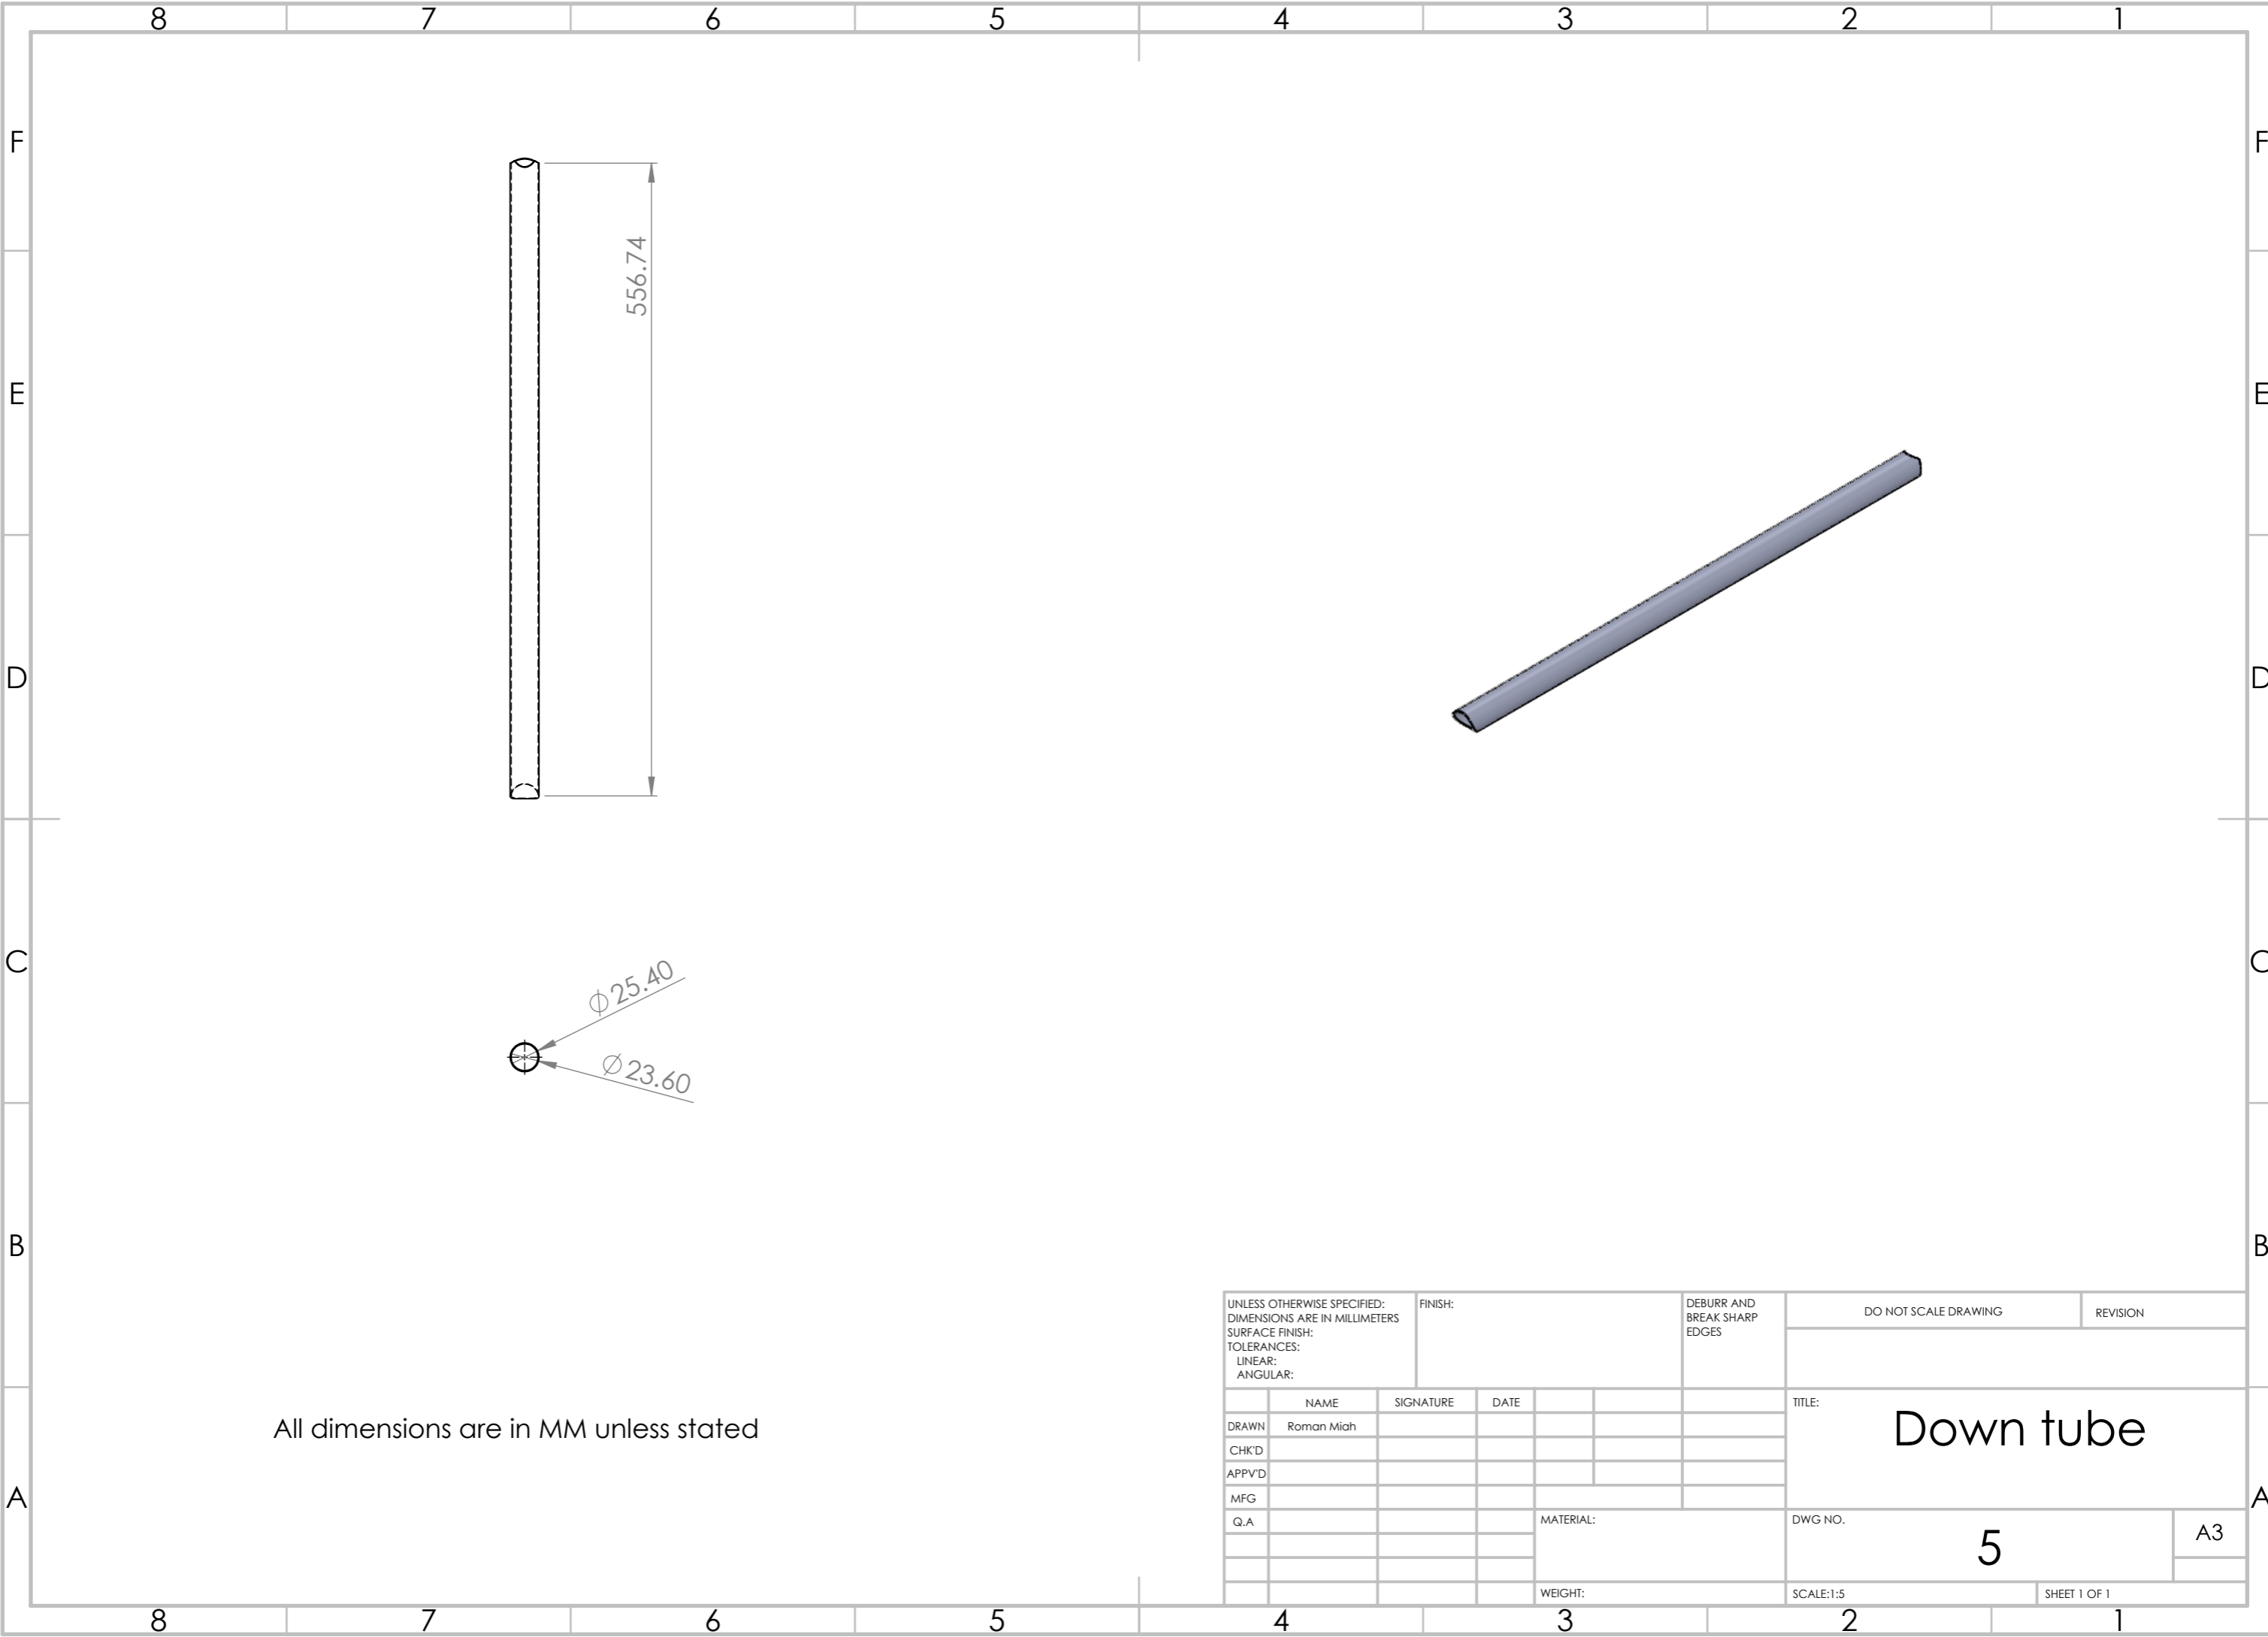 8 7 6 5 4 3 2 1
F F
E E
D D
C C
B B
A A
556.74
⌀25.40
⌀23.60
All dimensions are in MM unless stated
UNLESS OTHERWISE SPECIFIED:
DIMENSIONS ARE IN MILLIMETERS
SURFACE FINISH:
TOLERANCES:
LINEAR:
ANGULAR:
FINISH:
DEBURR AND
BREAK SHARP
EDGES
DO NOT SCALE DRAWING
REVISION
NAME SIGNATURE DATE
DRAWN Roman Miah
CHK'D
APPV'D
MFG
Q.A
MATERIAL:
WEIGHT:
TITLE:
Down tube
DWG NO.
5
A3
SCALE:1:5
SHEET 1 OF 1
8 7 6 5 4 3 2 1